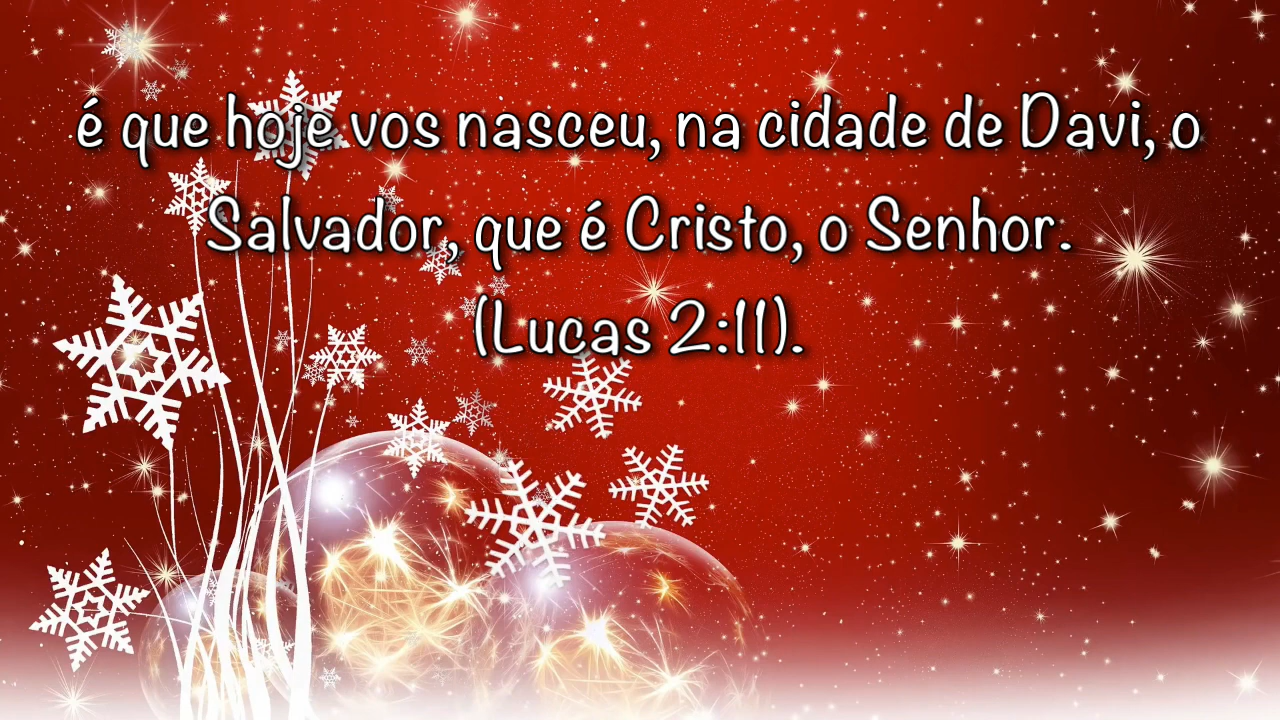 é que hoje vos nasceu, na cidade de Davi, o
Salvador, que é Cristo, o Senhor.
(Lucas 2:11).